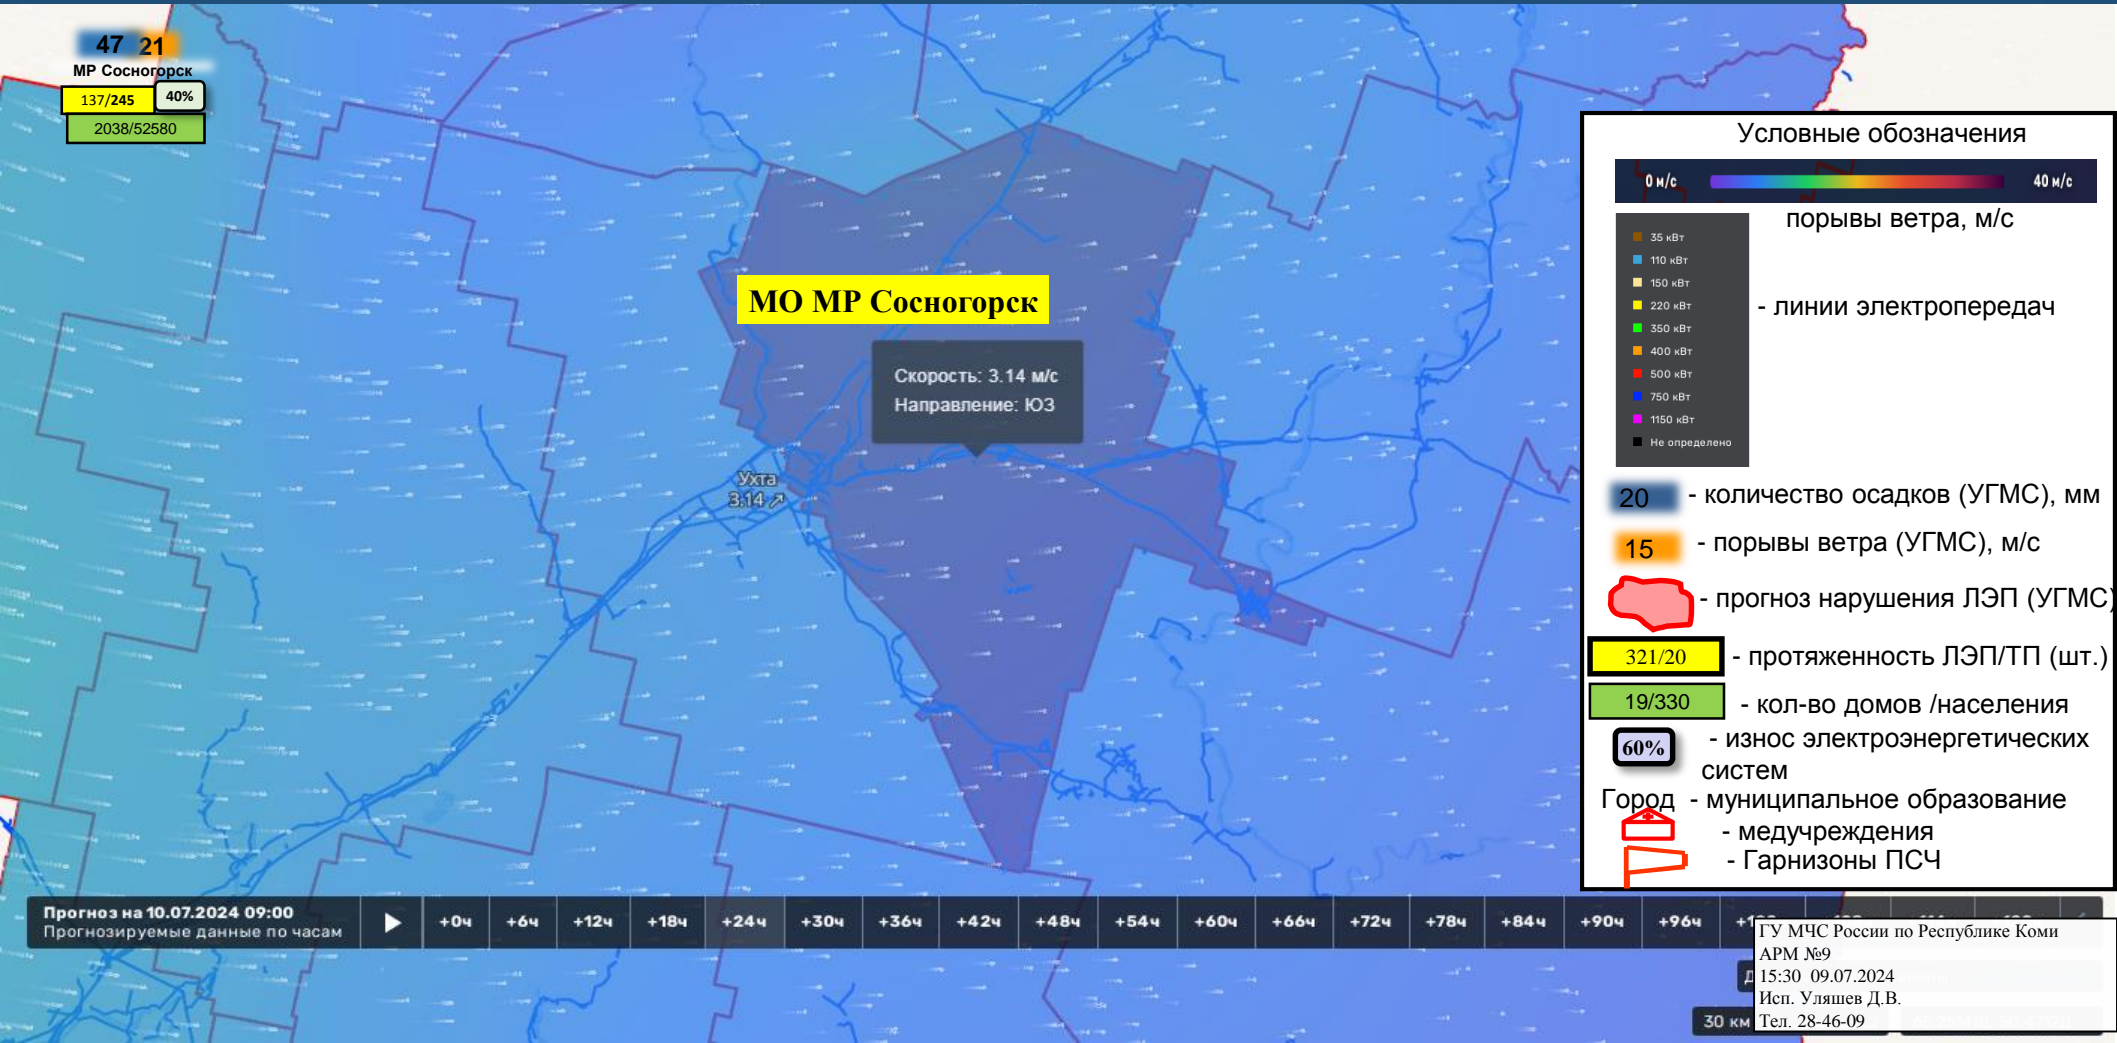 47 21
МР Сосногорск
137/245 40%
2038/52580
МО МР Сосногорск
Скорость: 3.14 м/с
Направление: ЮЗ
Ухта
3.14
Условные обозначения
0 м/с 40 м/с
порывы ветра, м/с
35 кВт
110 кВт
150 кВт
220 кВт
350 кВт
400 кВт
500 кВт
750 кВт
1150 кВт
Не определено
- линии электропередач
20 - количество осадков (УГМС), мм
15 - порывы ветра (УГМС), м/с
- прогноз нарушения ЛЭП (УГМС)
321/20 - протяженность ЛЭП/ТП (шт.)
19/330 - кол-во домов /населения
60% - износ электроэнергетических
систем
Город - муниципальное образование
- медучреждения
- Гарнизоны ПСЧ
Прогноз на 10.07.2024 09:00
Прогнозируемые данные по часам
+0ч +6ч +12ч +18ч +24ч +30ч +36ч +42ч +48ч +54ч +60ч +66ч +72ч +78ч +84ч +90ч +96ч
ГУ МЧС России по Республике Коми
АРМ №9
15:30 09.07.2024
Исп. Уляшев Д.В.
Тел. 28-46-09
30 км